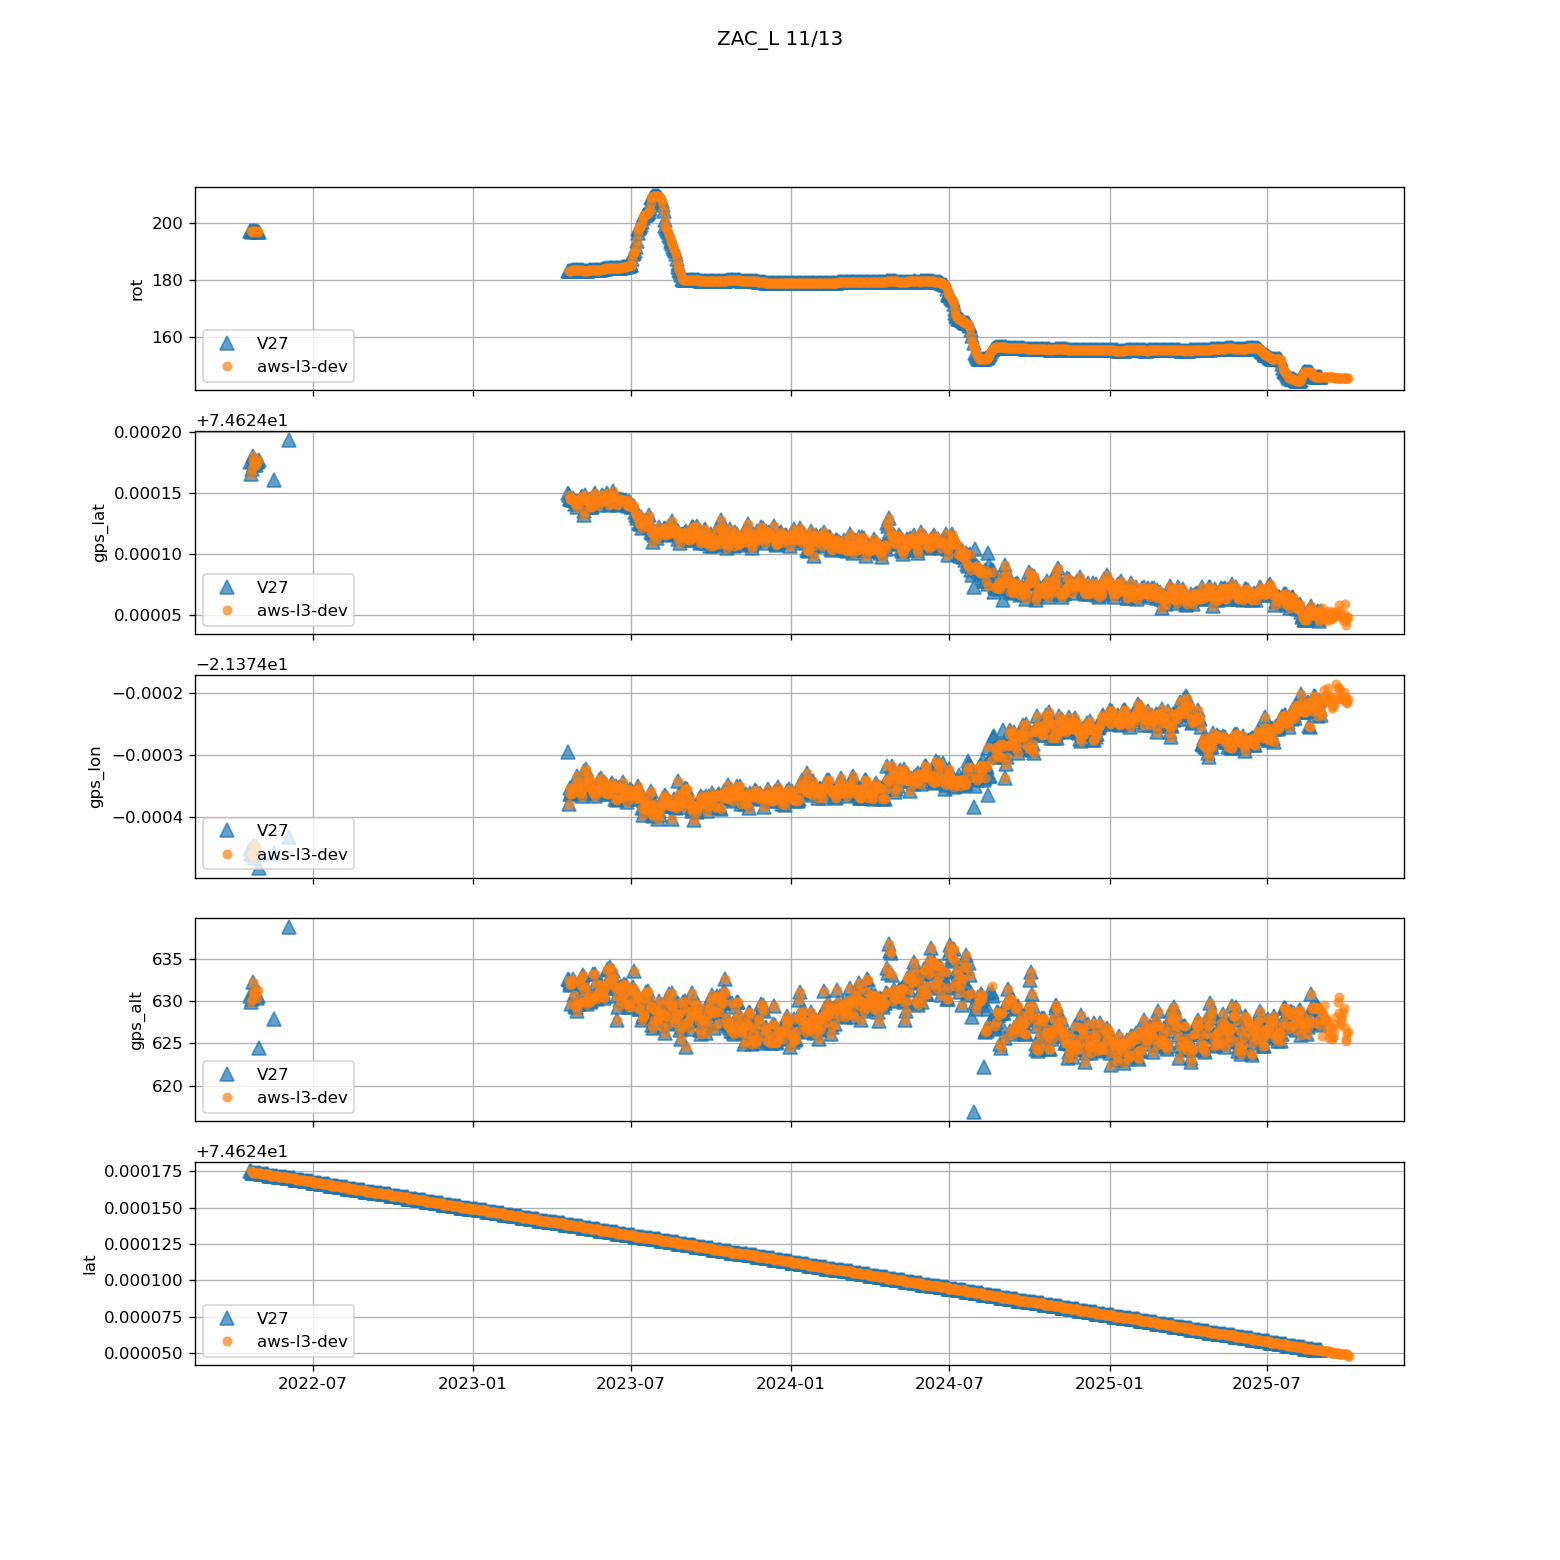 ZAC_L 11/13
200
180
160
rot
V27
aws-l3-dev
+7.4624e1
0.00020
0.00015
0.00010
0.00005
gps_lat
V27
aws-l3-dev
−2.1374e1
−0.0002
−0.0003
−0.0004
gps_lon
V27
aws-l3-dev
635
630
625
620
gps_alt
V27
aws-l3-dev
+7.4624e1
0.000175
0.000150
0.000125
0.000100
0.000075
0.000050
lat
V27
aws-l3-dev
2022-07 2023-01 2023-07 2024-01 2024-07 2025-01 2025-07